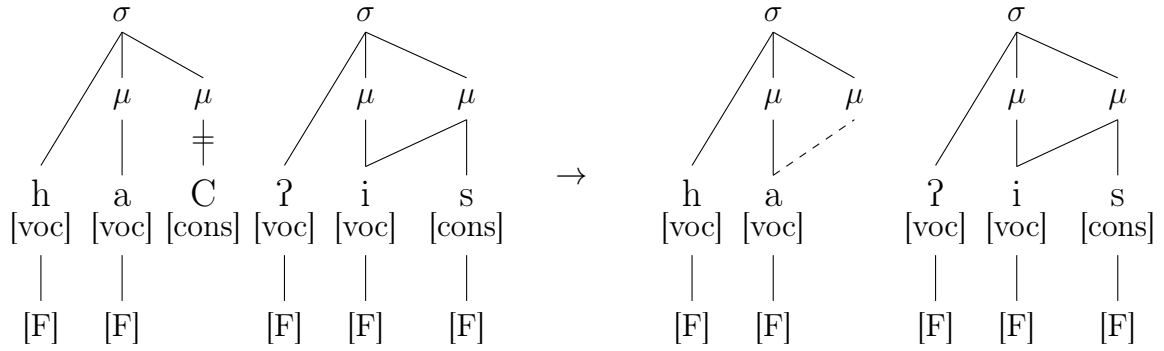 σ σ σ σ
μ μ μ μ μ μ μ μ
→
h a C ʔ i s h a ʔ i s
[voc] [voc] [cons] [voc] [voc] [cons] [voc] [voc] [voc] [voc] [cons]
[F] [F] [F] [F] [F] [F] [F] [F] [F] [F]